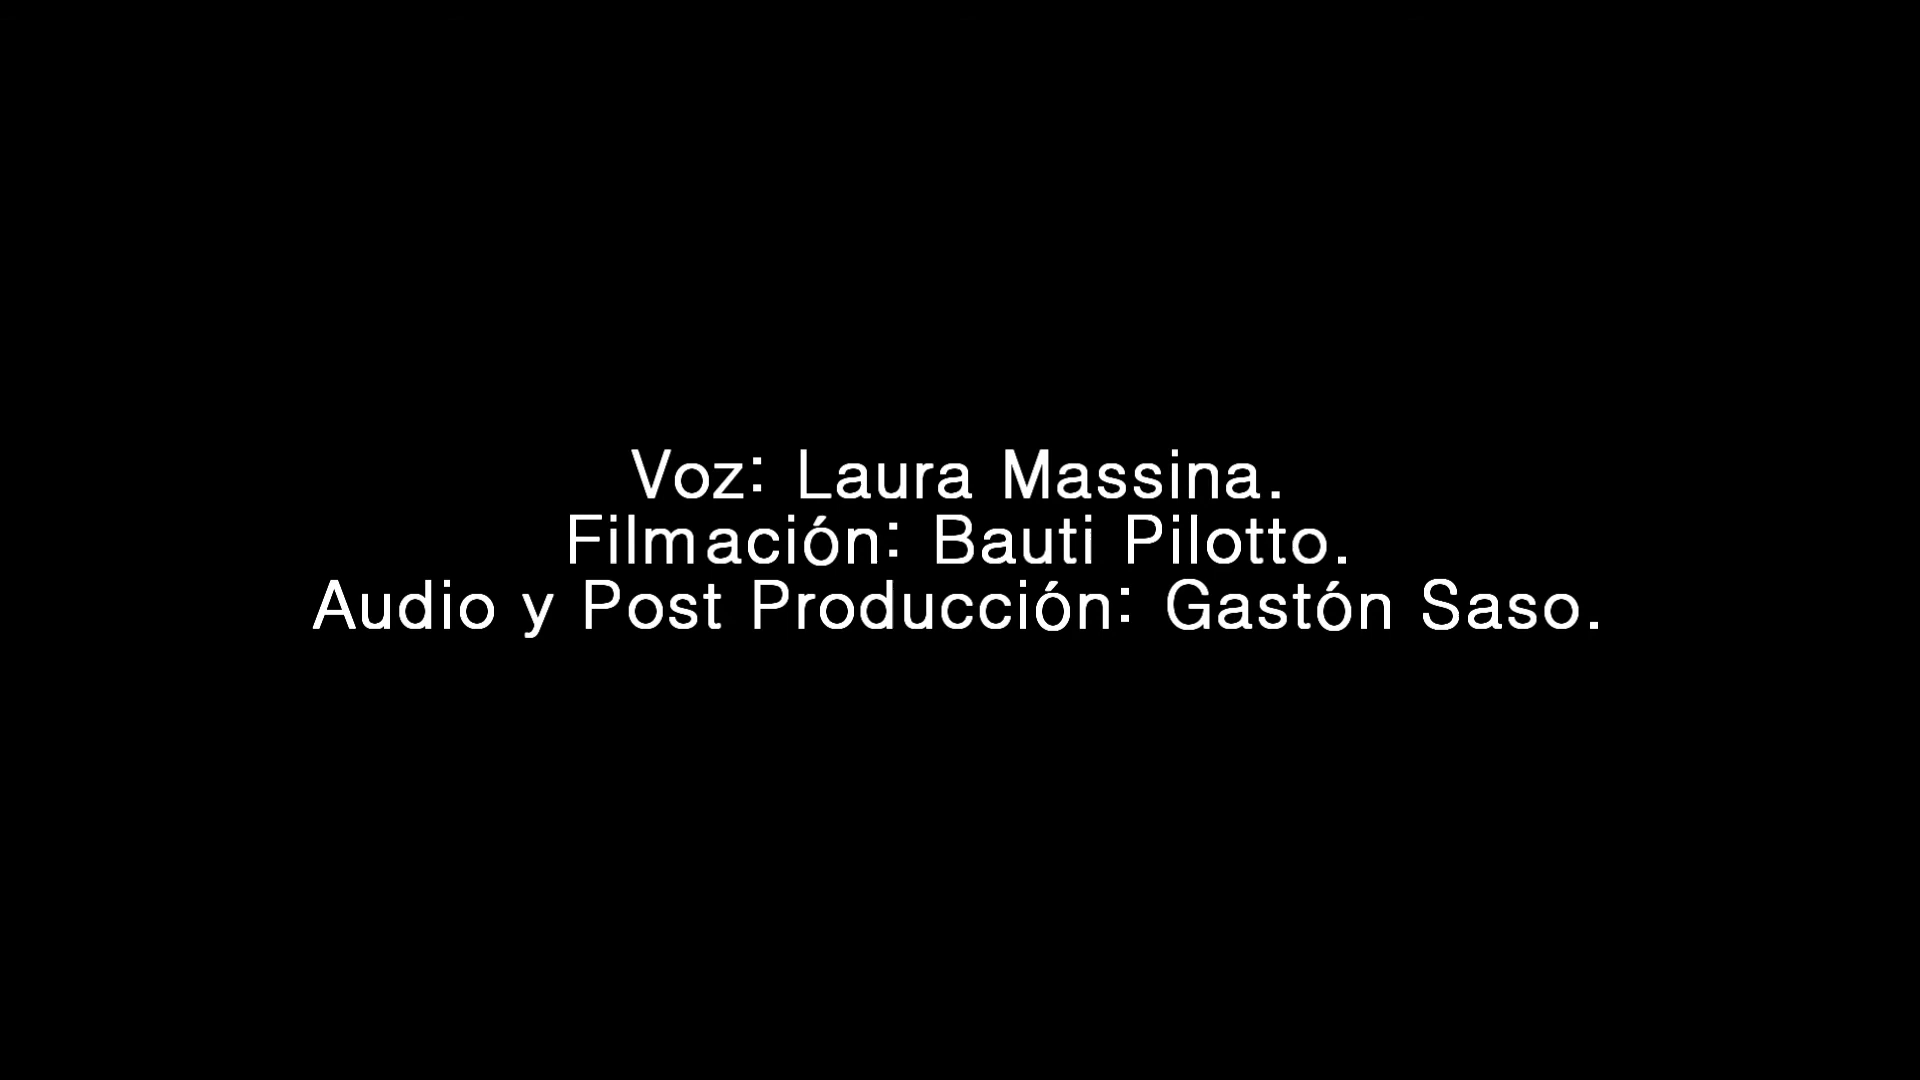 Voz: Laura Massina.
Filmación: Bauti Pilotto.
Audio y Post Producción: Gastón Saso.